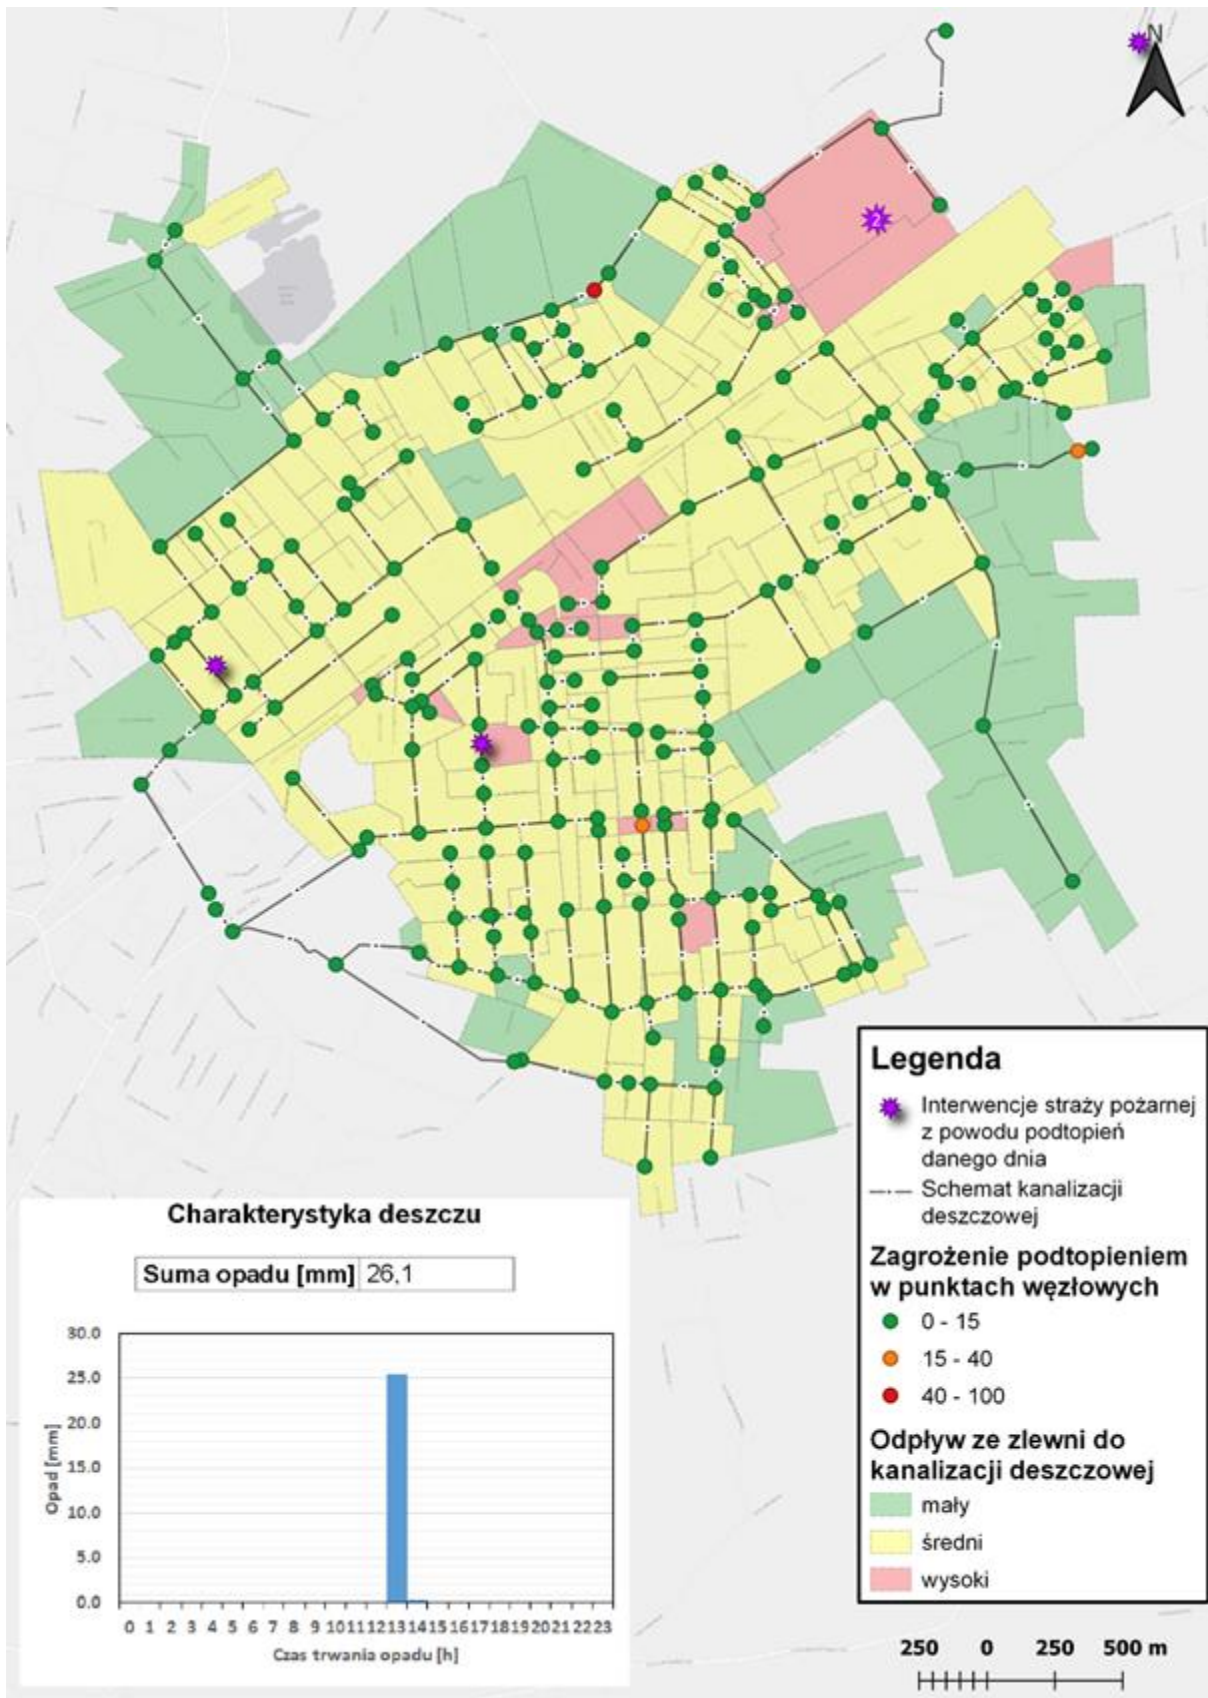 N
2
Legenda
Interwencje straży pożarnej
z powodu podtopień
danego dnia
Schemat kanalizacji
deszczowej
Zagrożenie podtopieniem
w punktach węzłowych
0 - 15
15 - 40
40 - 100
Odpływ ze zlewni do
kanalizacji deszczowej
mały
średni
wysoki
Charakterystyka deszczu
Suma opadu [mm] 26,1
30.0
25.0
20.0
15.0
10.0
5.0
0.0
Opad [mm]
0 1 2 3 4 5 6 7 8 9 10 11 12 13 14 15 16 17 18 19 20 21 22 23
Czas trwania opadu [h]
250 0 250 500 m